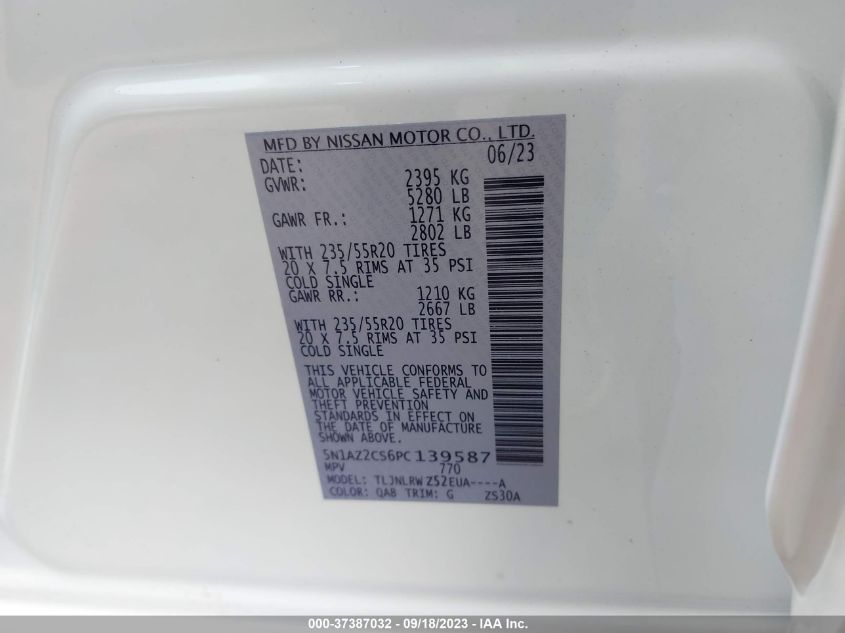 MFD BY NISSAN MOTOR CO., LTD.
DATE: 06/23
GVWR: 2395 KG
5280 LB
GAWR FR.: 1271 KG
2802 LB
WITH 235/55R20 TIRES
20 X 7.5 RIMS AT 35 PSI
COLD SINGLE
GAWR RR.: 1210 KG
2667 LB
WITH 235/55R20 TIRES
20 X 7.5 RIMS AT 35 PSI
COLD SINGLE
THIS VEHICLE CONFORMS TO
ALL APPLICABLE FEDERAL
MOTOR VEHICLE SAFETY AND
THEFT PREVENTION
STANDARDS IN EFFECT ON
THE DATE OF MANUFACTURE
SHOWN ABOVE.
5N1AZ2CS6PC139587
MPV 770
MODEL: TLJNLRW Z52EUA----A
COLOR: QAB TRIM: G ZS30A
000-37387032 - 09/18/2023 - IAA Inc.